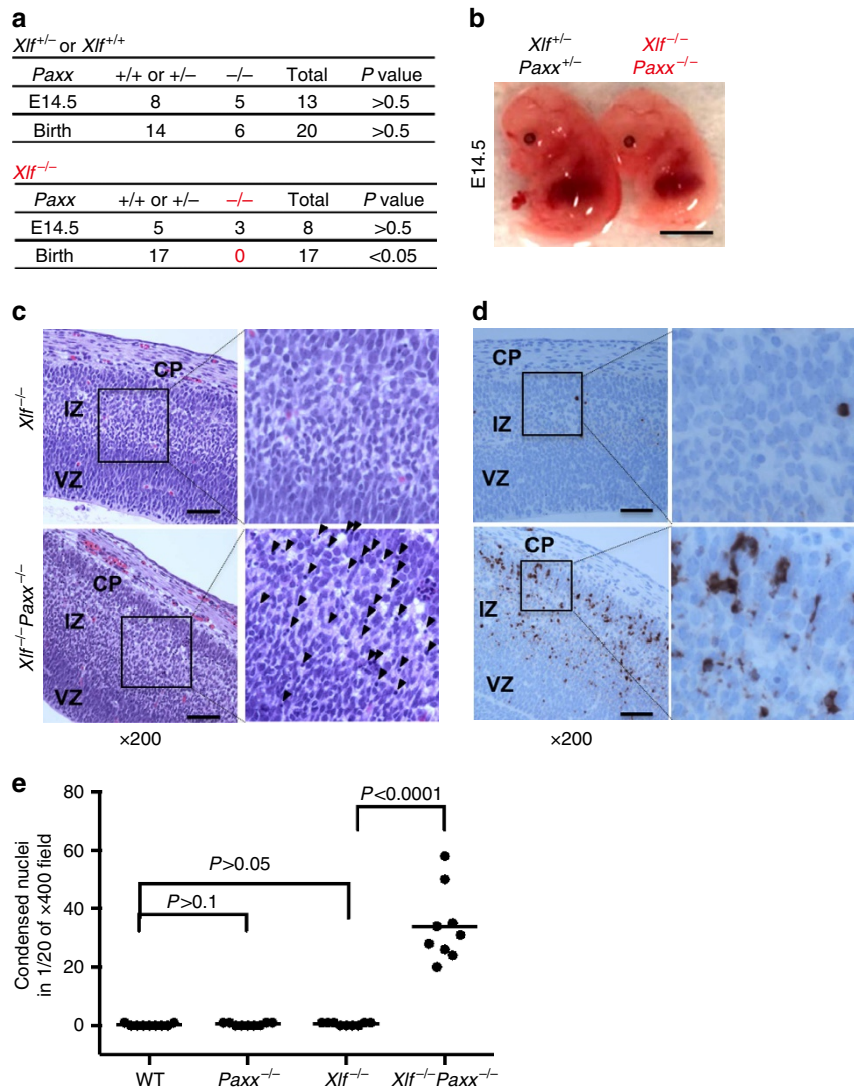 a
Xlf+/− or Xlf+/+
Paxx +/+ or +/− −/− Total P value
E14.5 8 5 13 >0.5
Birth 14 6 20 >0.5
Xlf−/−
Paxx +/+ or +/− −/− Total P value
E14.5 5 3 8 >0.5
Birth 17 0 17 <0.05
b
Xlf+/− Xlf−/−
Paxx+/− Paxx−/−
E14.5
c
Xlf−/−
CP
IZ
VZ
Xlf−/−Paxx−/−
CP
IZ
VZ
×200
d
CP
IZ
VZ
CP
IZ
VZ
×200
e
Condensed nuclei
in 1/20 of ×400 field
80
60
40
20
0
P<0.0001
P>0.05
P>0.1
WT Paxx−/− Xlf−/− Xlf−/−Paxx−/−